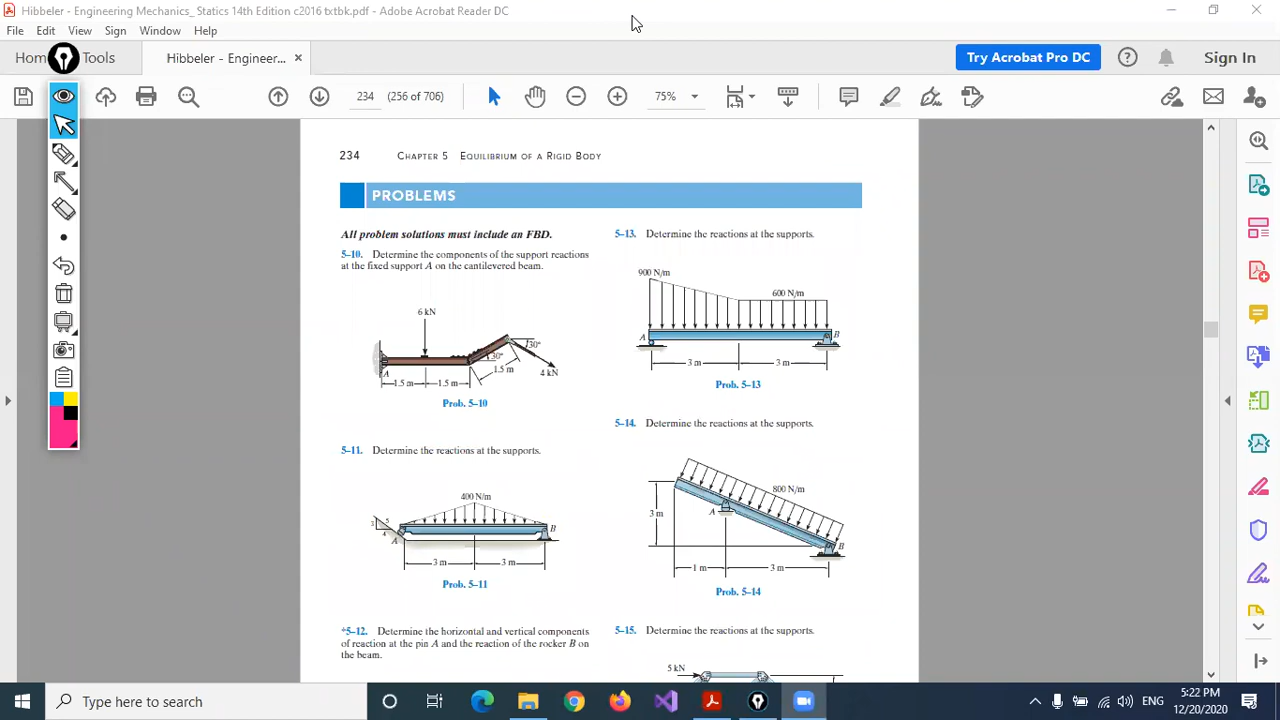 Hibbeler - Engineering Mechanics_ Statics 14th Edition c2016 txtbk.pdf - Adobe Acrobat Reader DC
File Edit View Sign Window Help
Hom Tools Hibbeler - Engineer... Try Acrobat Pro DC Sign In
234 (256 of 706) 75%
234 CHAPTER 5 EQUILIBRIUM OF A RIGID BODY
PROBLEMS
All problem solutions must include an FBD.
5–10. Determine the components of the support reactions
at the fixed support A on the cantilevered beam.
6 kN
30°
30°
A
1.5 m
4 kN
1.5 m 1.5 m
Prob. 5–10
5–11. Determine the reactions at the supports.
400 N/m
3 5
4
A
B
3 m 3 m
Prob. 5–11
*5–12. Determine the horizontal and vertical components
of reaction at the pin A and the reaction of the rocker B on
the beam.
5–13. Determine the reactions at the supports.
900 N/m
600 N/m
A B
3 m 3 m
Prob. 5–13
5–14. Determine the reactions at the supports.
800 N/m
3 m
A
B
1 m 3 m
Prob. 5–14
5–15. Determine the reactions at the supports.
5 kN
Type here to search
ENG
5:22 PM
12/20/2020